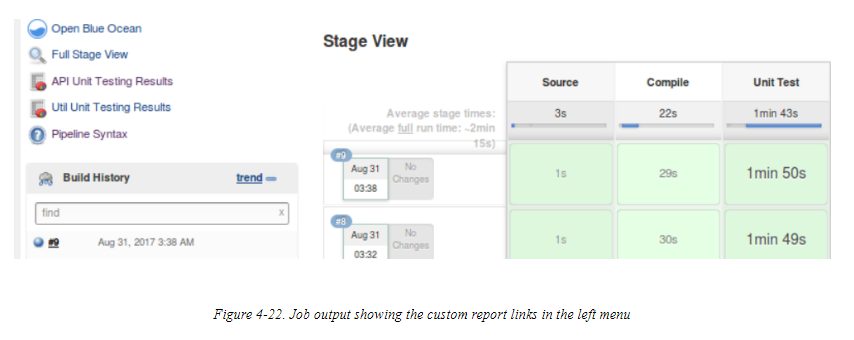 Open Blue Ocean
Full Stage View
API Unit Testing Results
Util Unit Testing Results
Pipeline Syntax
Build History
trend
find
x
#9
Aug 31, 2017 3:38 AM
Stage View
Source
Compile
Unit Test
Average stage times:
(Average full run time: ~2min
15s)
3s
22s
1min 43s
#9
Aug 31
03:38
No
Changes
1s
29s
1min 50s
#8
Aug 31
03:32
No
Changes
1s
30s
1min 49s
Figure 4-22. Job output showing the custom report links in the left menu